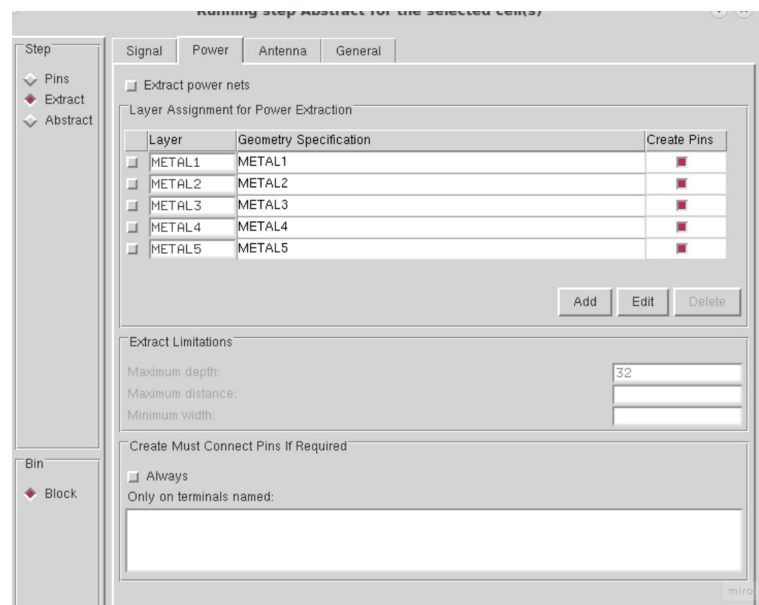 Running step Abstract for the selected cell(s)
Step
Pins
Extract
Abstract
Signal
Power
Antenna
General
Extract power nets
Layer Assignment for Power Extraction
Layer Geometry Specification Create Pins
METAL1 METAL1
METAL2 METAL2
METAL3 METAL3
METAL4 METAL4
METAL5 METAL5
Add Edit Delete
Extract Limitations
Maximum depth: 32
Maximum distance:
Minimum width:
Create Must Connect Pins If Required
Always
Only on terminals named:
Bin
Block
miro